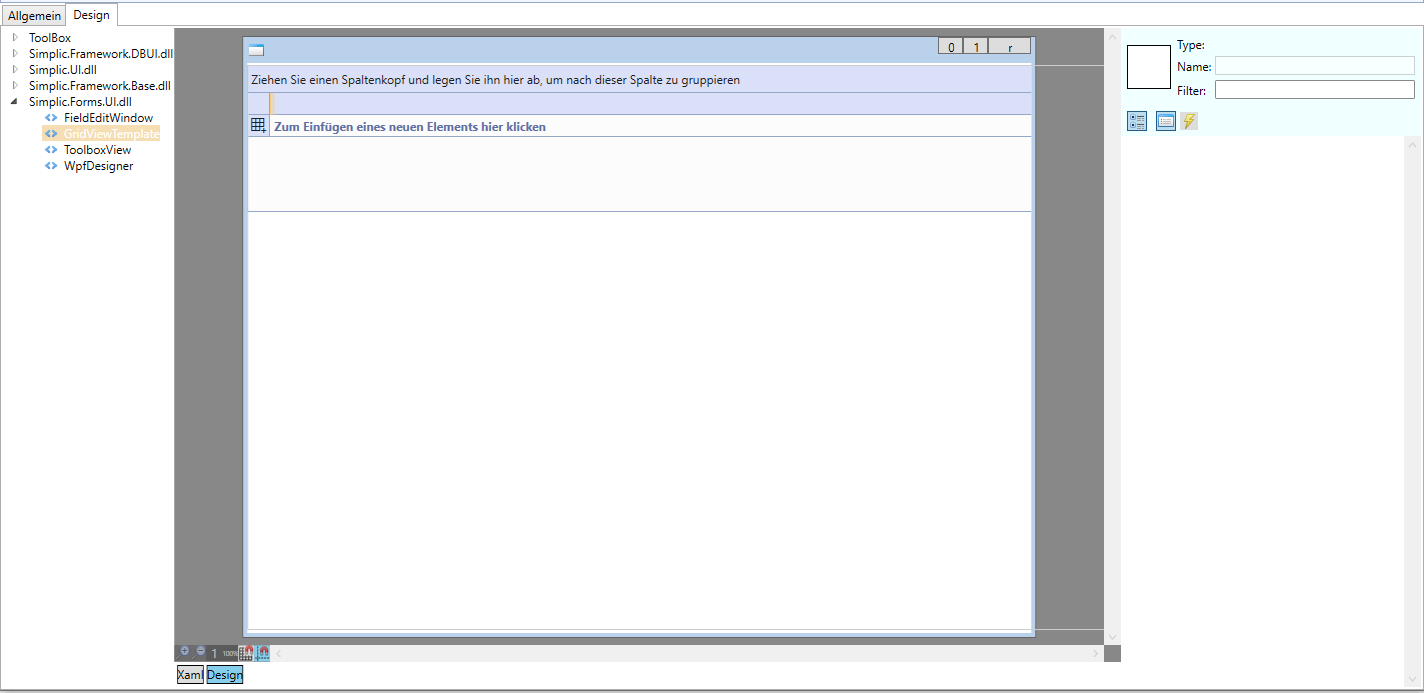 Allgemein Design
ToolBox
Simplic.Framework.DBUI.dll
Simplic.UI.dll
Simplic.Framework.Base.dll
Simplic.Forms.UI.dll
FieldEditWindow
GridViewTemplate
ToolboxView
WpfDesigner
0 1 r
Ziehen Sie einen Spaltenkopf und legen Sie ihn hier ab, um nach dieser Spalte zu gruppieren
Zum Einfügen eines neuen Elements hier klicken
1 100%
Xaml Design
Type:
Name:
Filter: